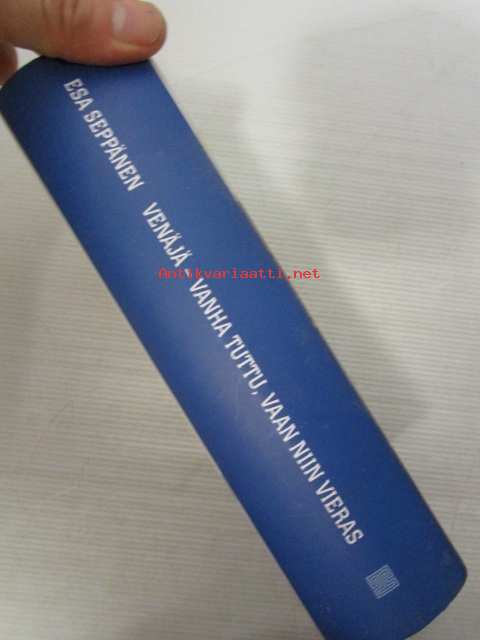 ESA SEPPÄNEN VENÄJÄ – VANHA TUTTU, VAAN NIIN VIERAS
Antikvariaatti.net